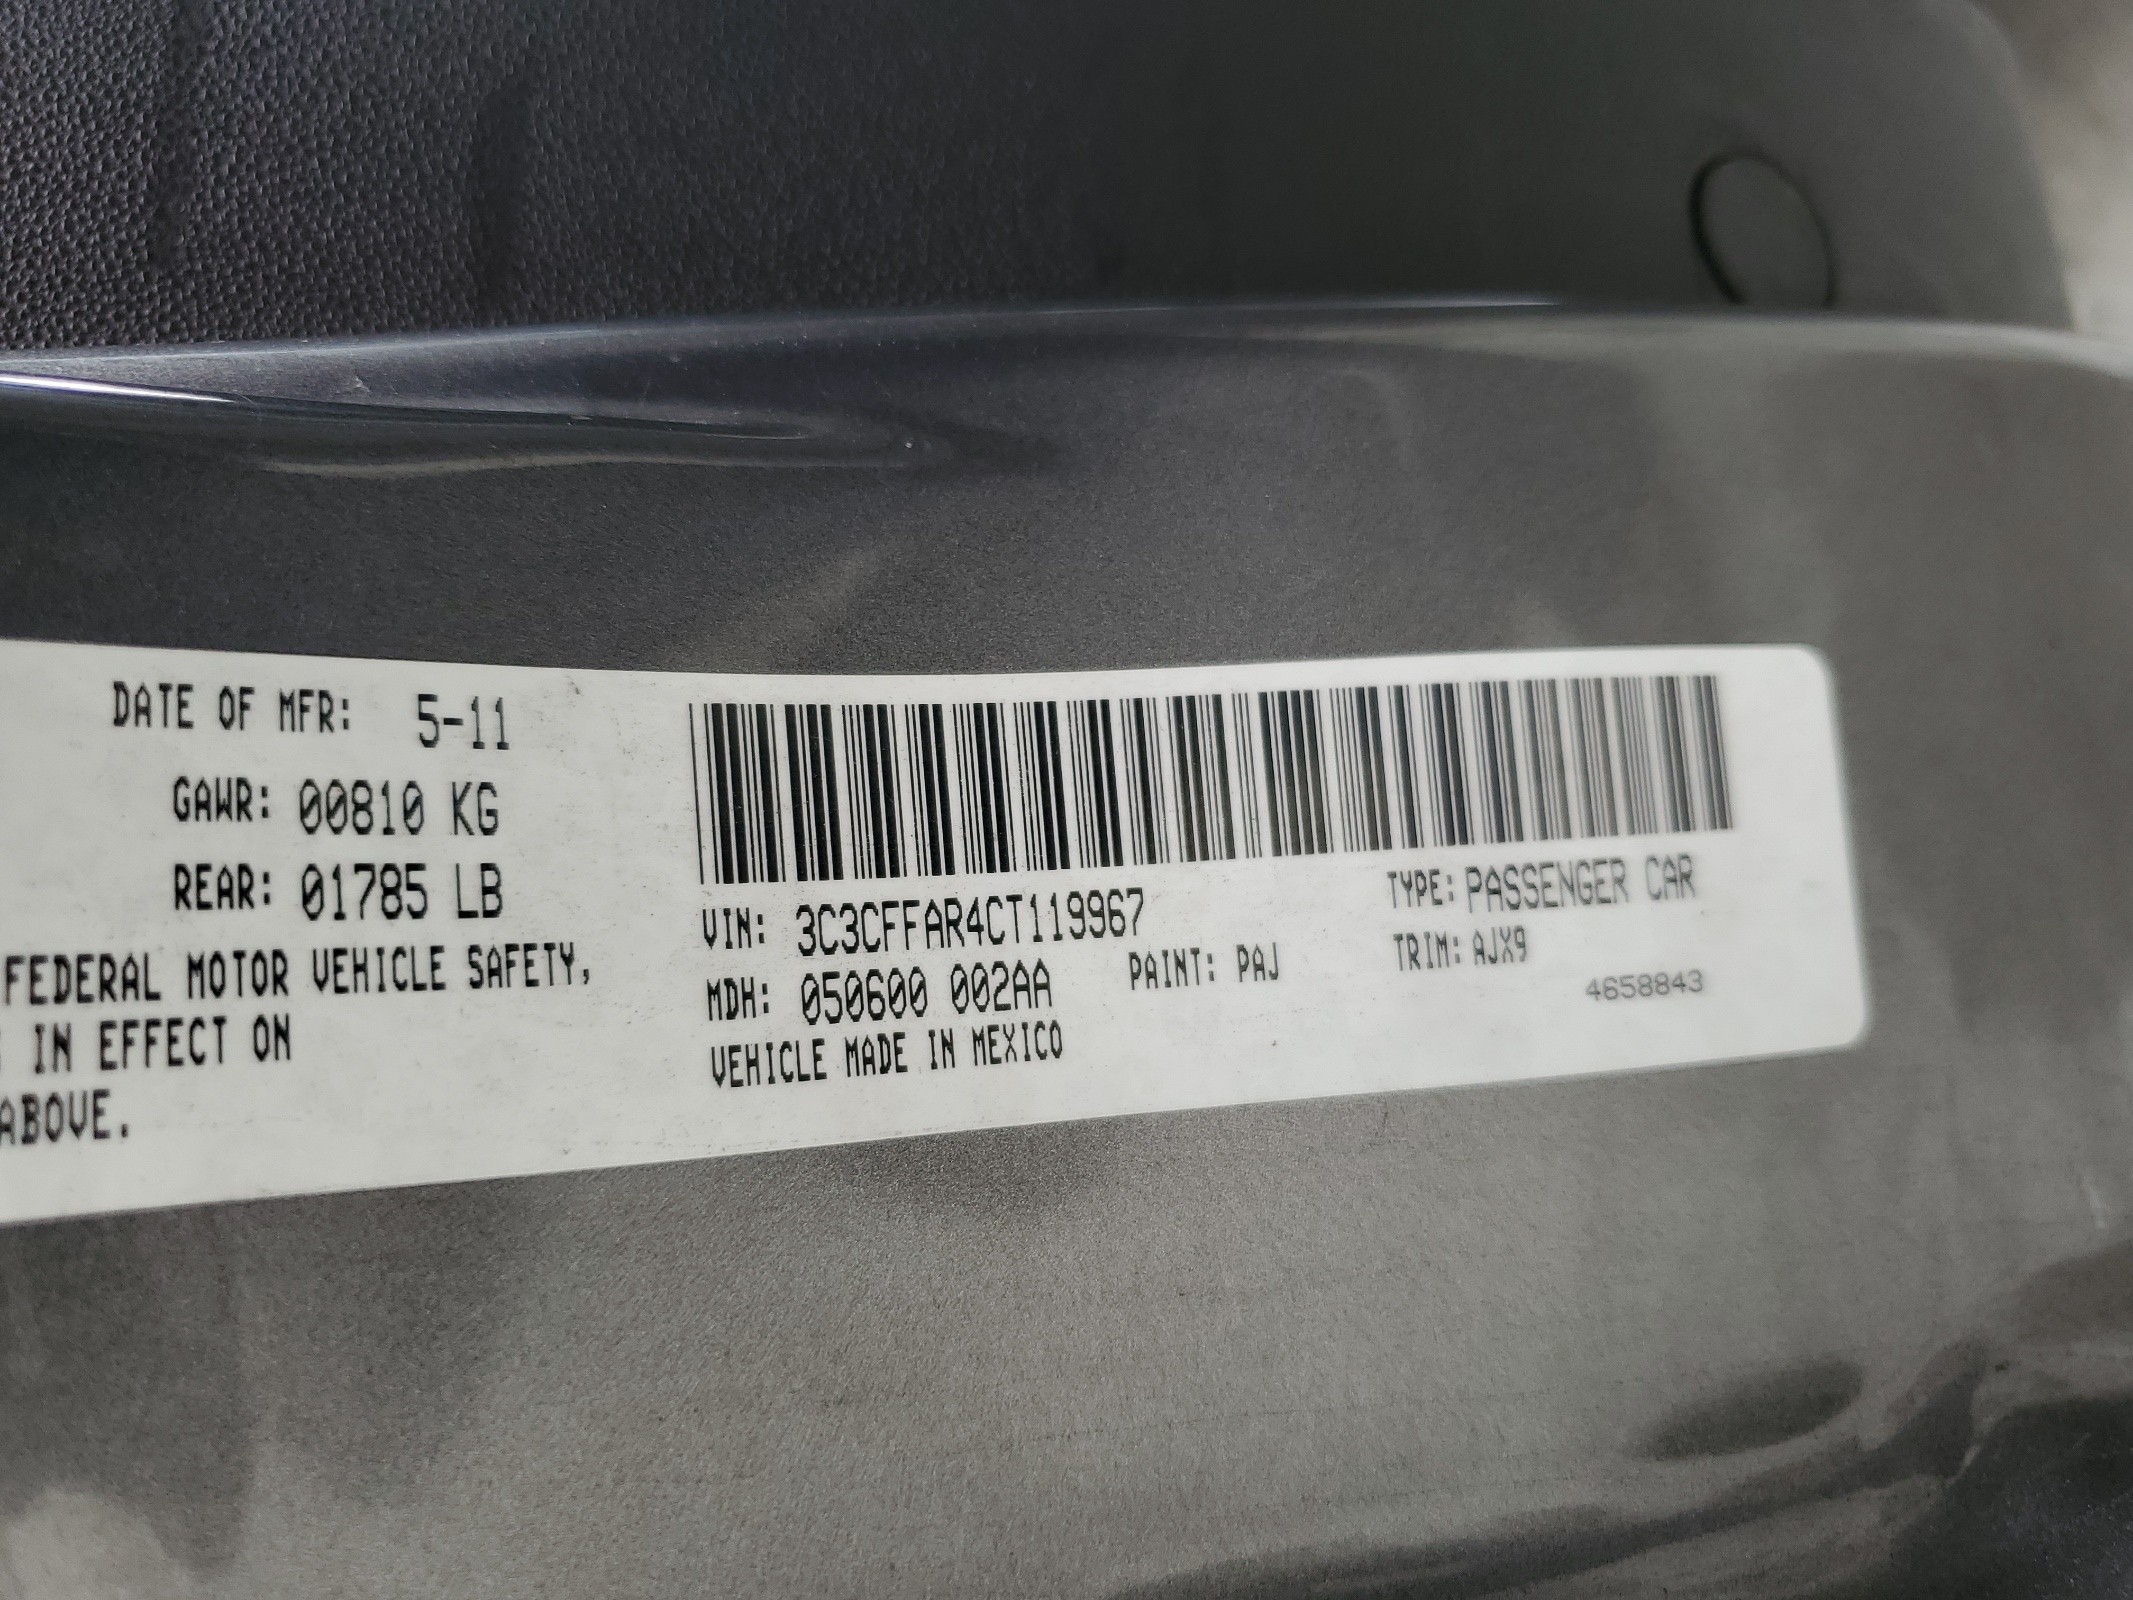 DATE OF MFR: 5-11
GAWR: 00810 KG
REAR: 01785 LB
FEDERAL MOTOR VEHICLE SAFETY,
IN EFFECT ON
ABOVE.
VIN: 3C3CFFAR4CT119967
TYPE: PASSENGER CAR
MDH: 050600 002AA
PAINT: PAJ
TRIM: AJX9
VEHICLE MADE IN MEXICO
4658843